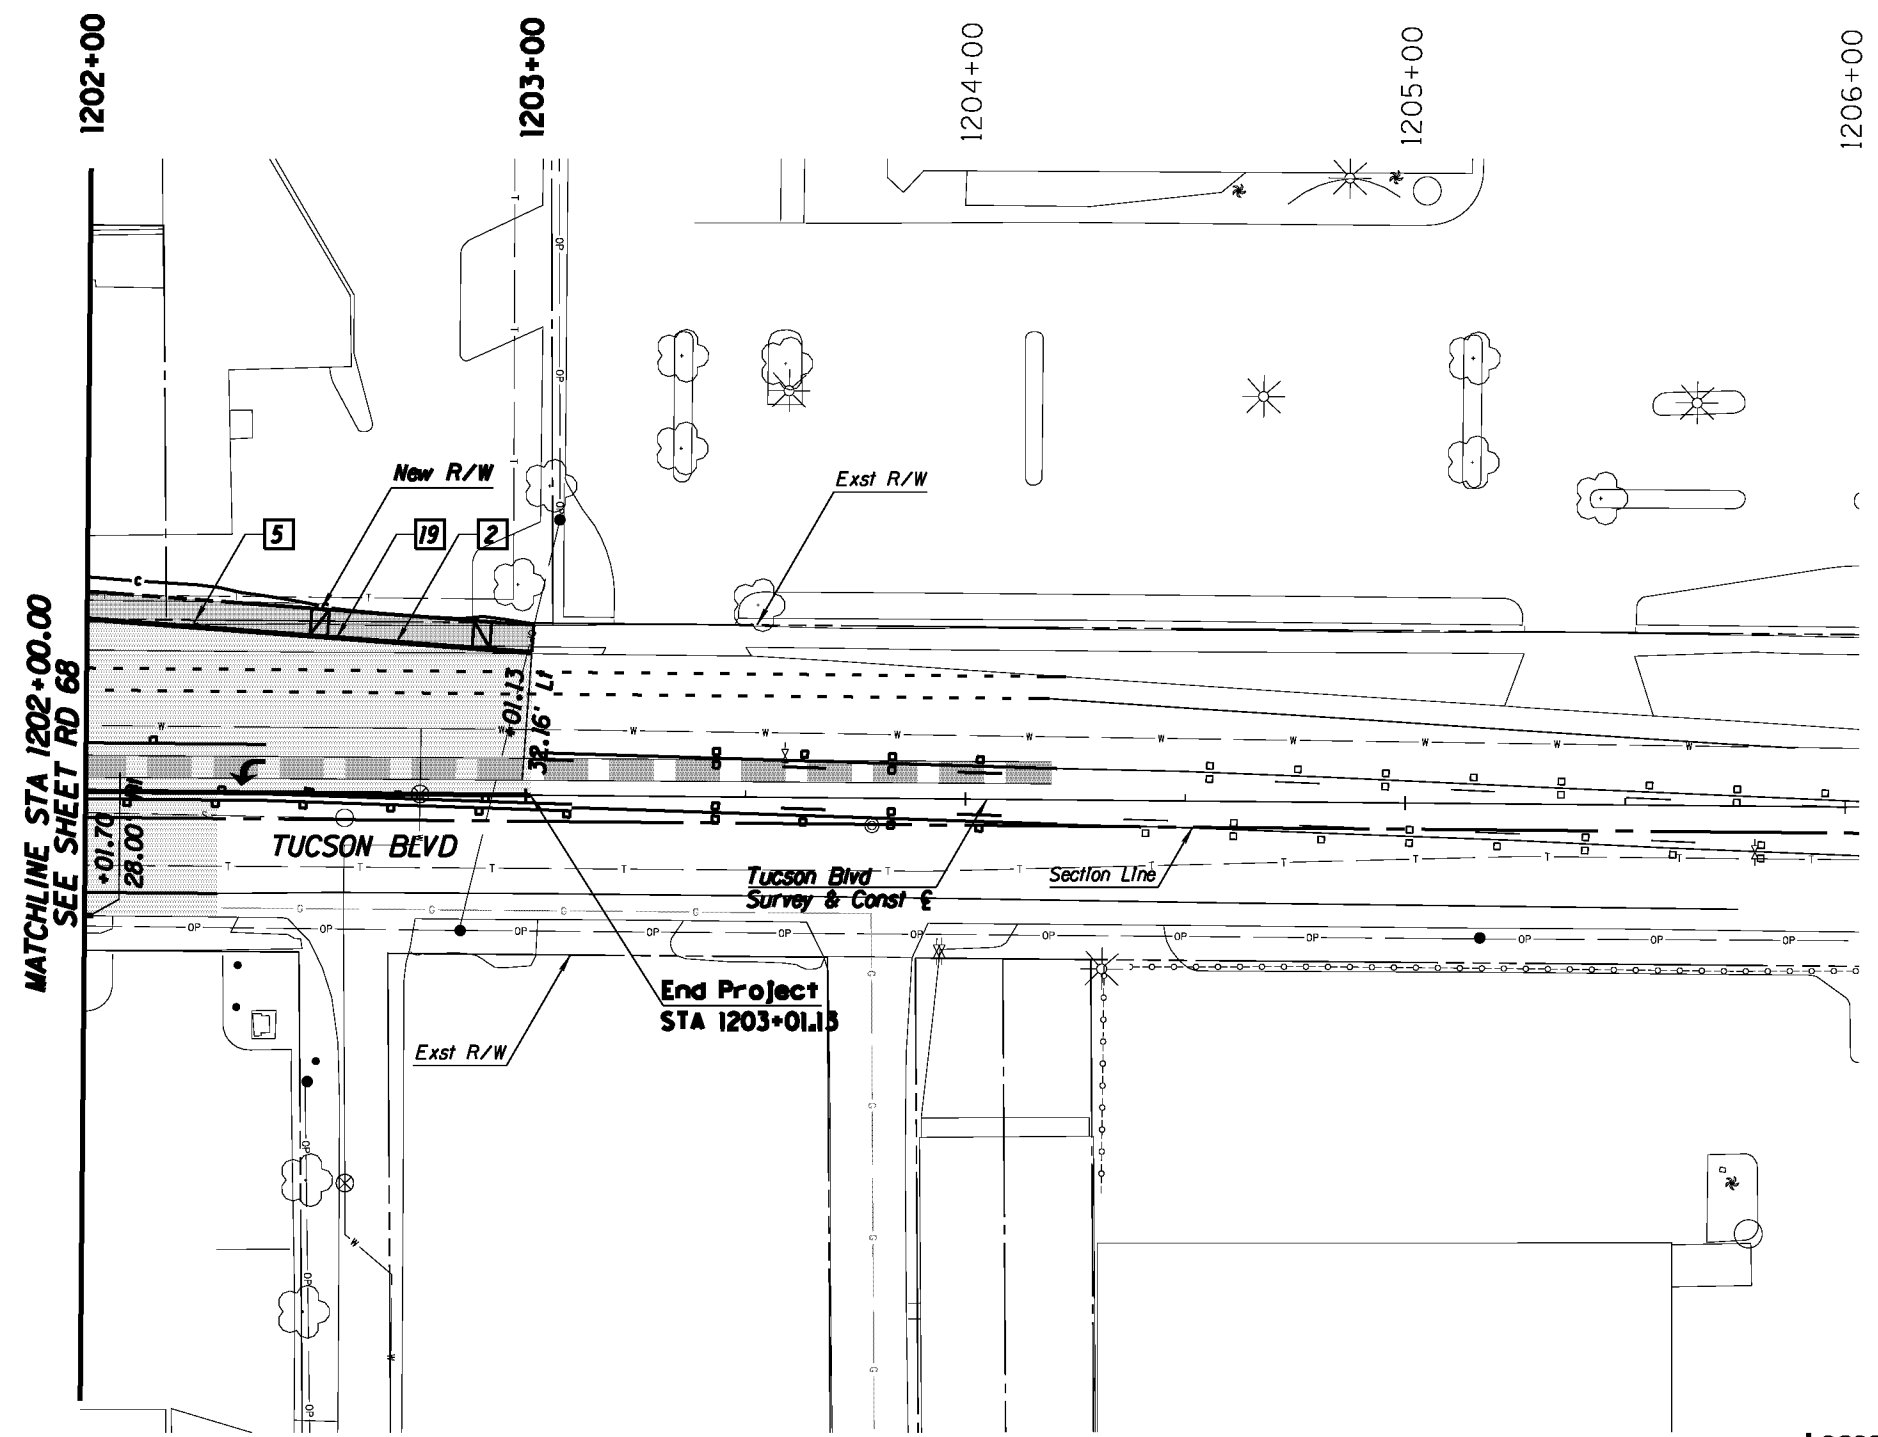 1202+00
1203+00
1204+00
1205+00
1206+00
New R/W
Exst R/W
5
19
2
C
MATCHLINE STA 1202+00.00
SEE SHEET RD 68
+01.13
32.16' Lt
+01.70
28.00' Rt
TUCSON BLVD
Tucson Blvd
Survey & Const ℄
Section Line
End Project
STA 1203+01.13
Exst R/W